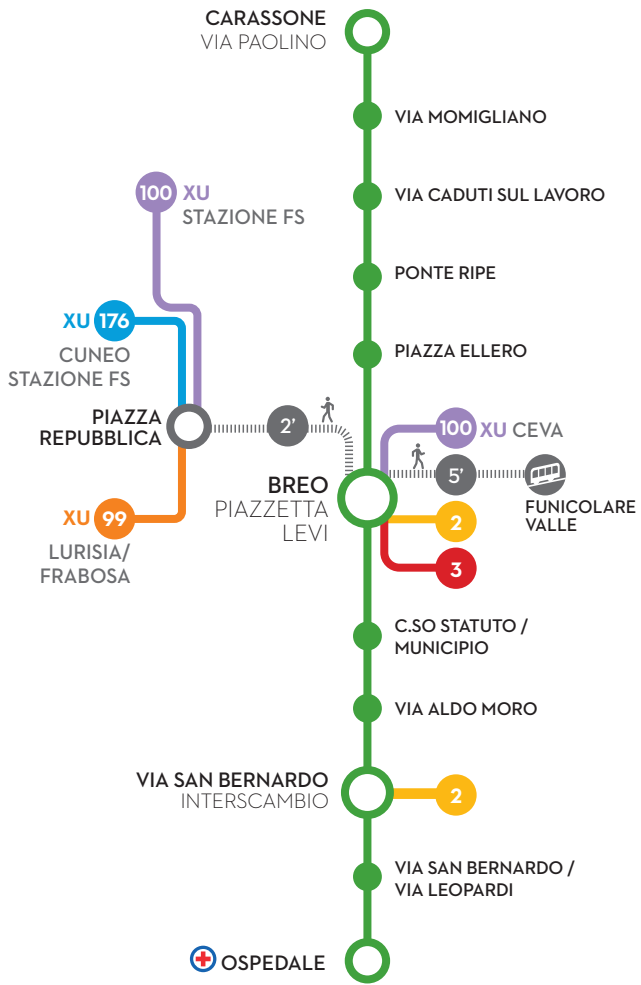 CARASSONE
VIA PAOLINO
VIA MOMIGLIANO
100 XU
STAZIONE FS
VIA CADUTI SUL LAVORO
PONTE RIPE
XU 176
CUNEO
STAZIONE FS
PIAZZA ELLERO
PIAZZA
REPUBBLICA
2'
100 XU CEVA
5'
FUNICOLARE
VALLE
BREO
PIAZZETTA
LEVI
XU 99
LURISIA/
FRABOSA
2
3
C.SO STATUTO /
MUNICIPIO
VIA ALDO MORO
VIA SAN BERNARDO
INTERSCAMBIO
2
VIA SAN BERNARDO /
VIA LEOPARDI
OSPEDALE